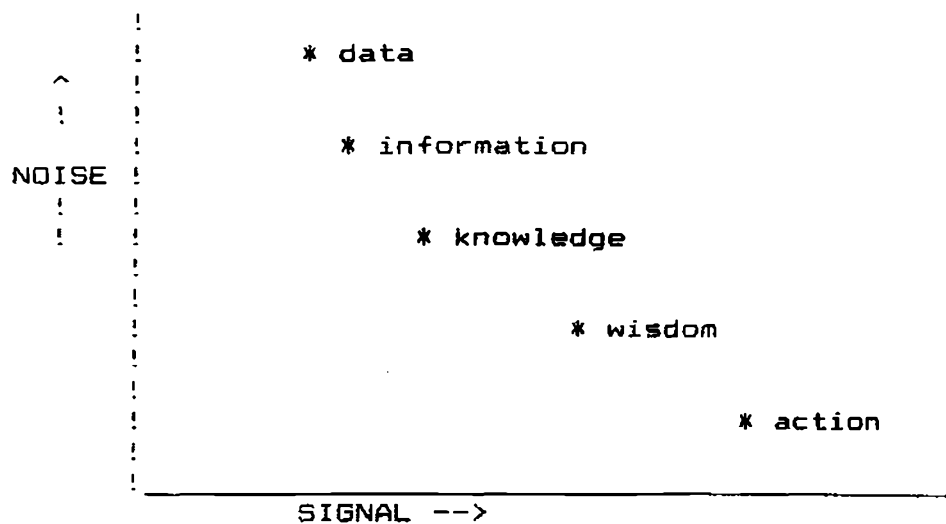 * data
^
* information
NOISE
* knowledge
* wisdom
* action
SIGNAL -->